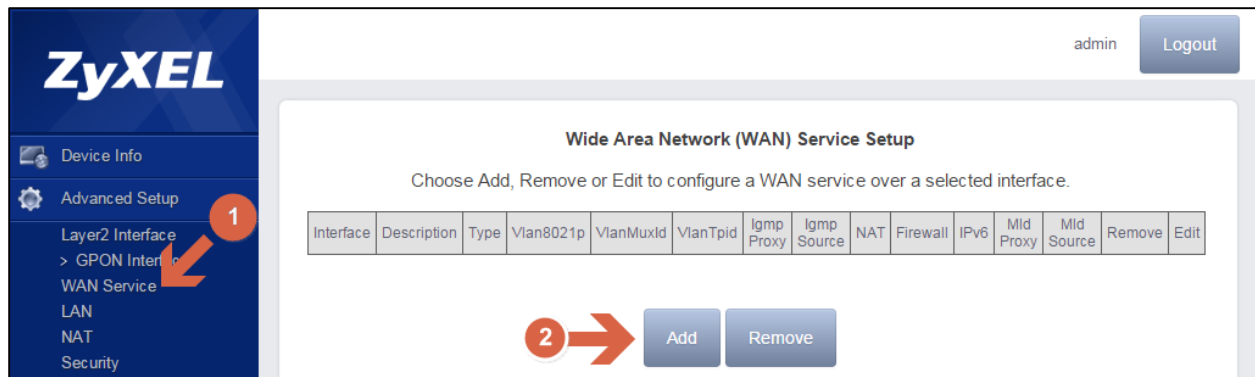 ZyXEL
admin
Logout
Device Info
Advanced Setup
1
Layer2 Interface
> GPON
WAN Service
LAN
NAT
Security
Wide Area Network (WAN) Service Setup
Choose Add, Remove or Edit to configure a WAN service over a selected interface.
Interface Description Type Vlan8021p VlanMuxId VlanTpid Igmp Proxy Igmp Source NAT Firewall IPv6 Mld Proxy Mld Source Remove Edit
2
Add Remove